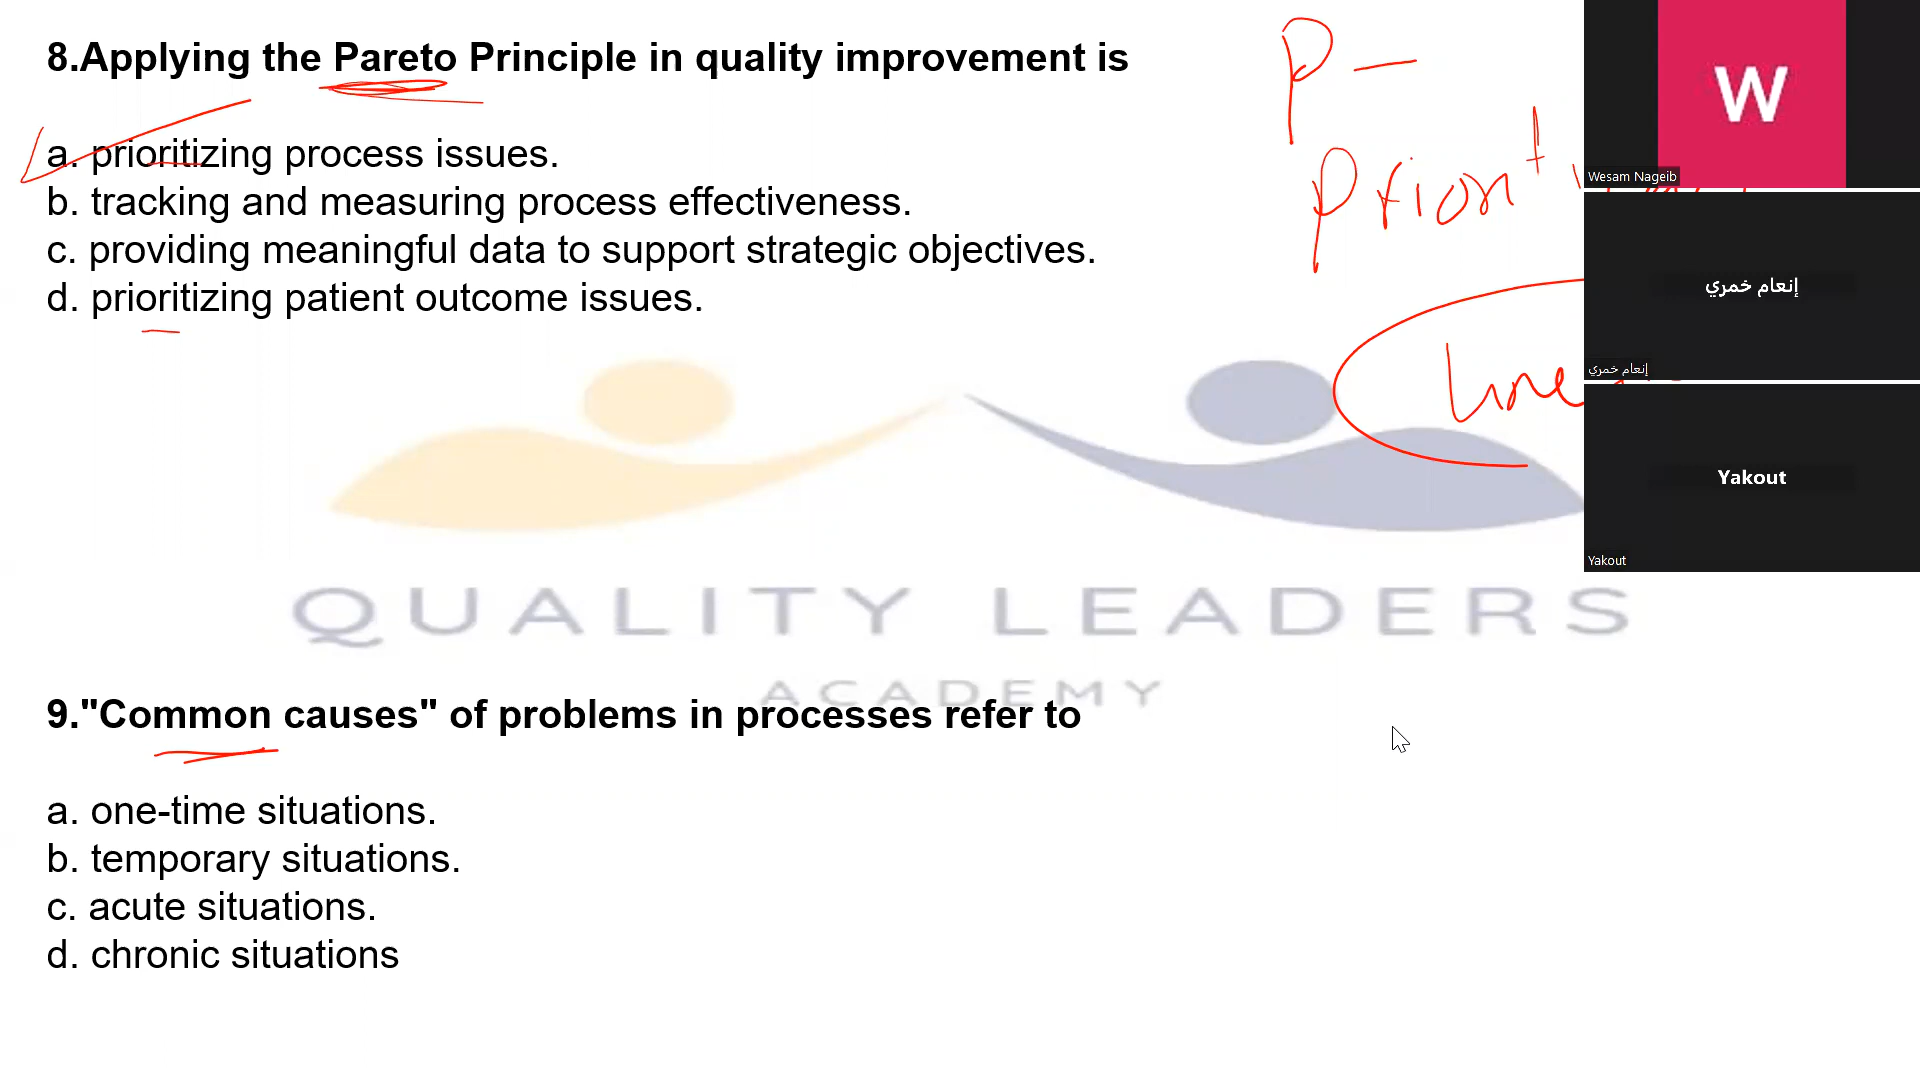 8.Applying the Pareto Principle in quality improvement is
a. prioritizing process issues.
b. tracking and measuring process effectiveness.
c. providing meaningful data to support strategic objectives.
d. prioritizing patient outcome issues.
P -
W
Wesam Nageib
إنعام خمري
إنعام خمري
Yakout
Yakout
QUALITY LEADERS
ACADEMY
9."Common causes" of problems in processes refer to
a. one-time situations.
b. temporary situations.
c. acute situations.
d. chronic situations